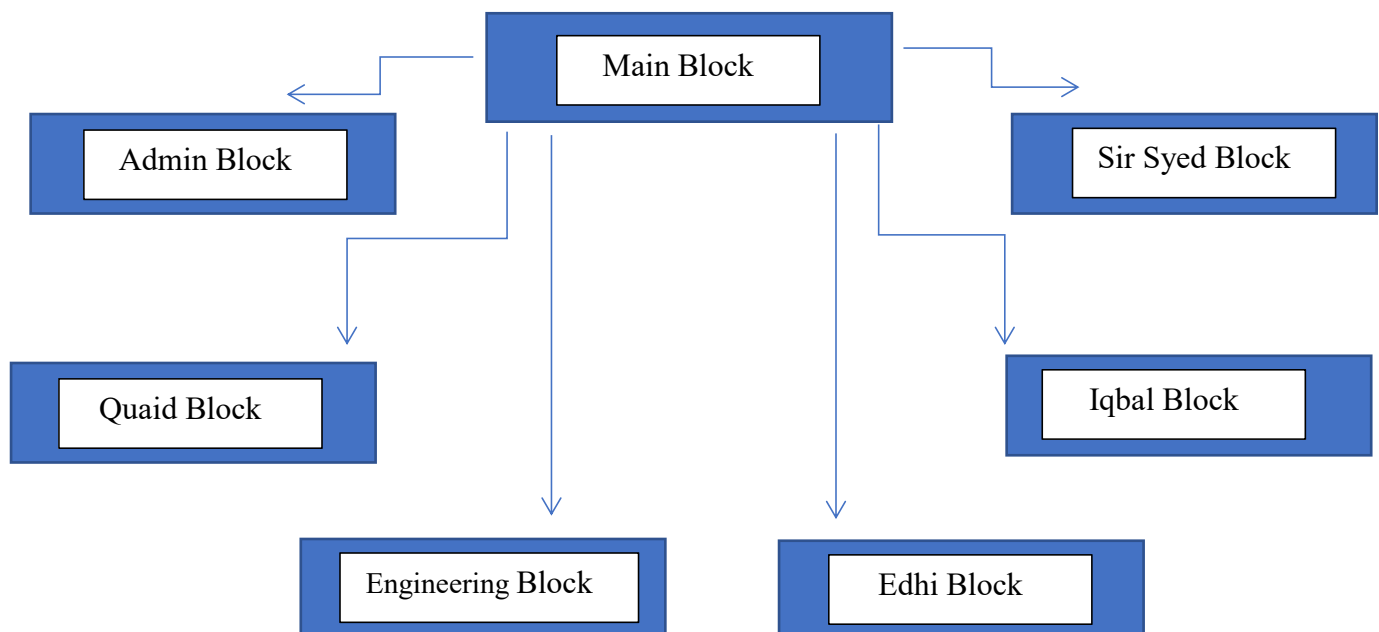 Main Block
Admin Block
Sir Syed Block
Quaid Block
Iqbal Block
Engineering Block
Edhi Block